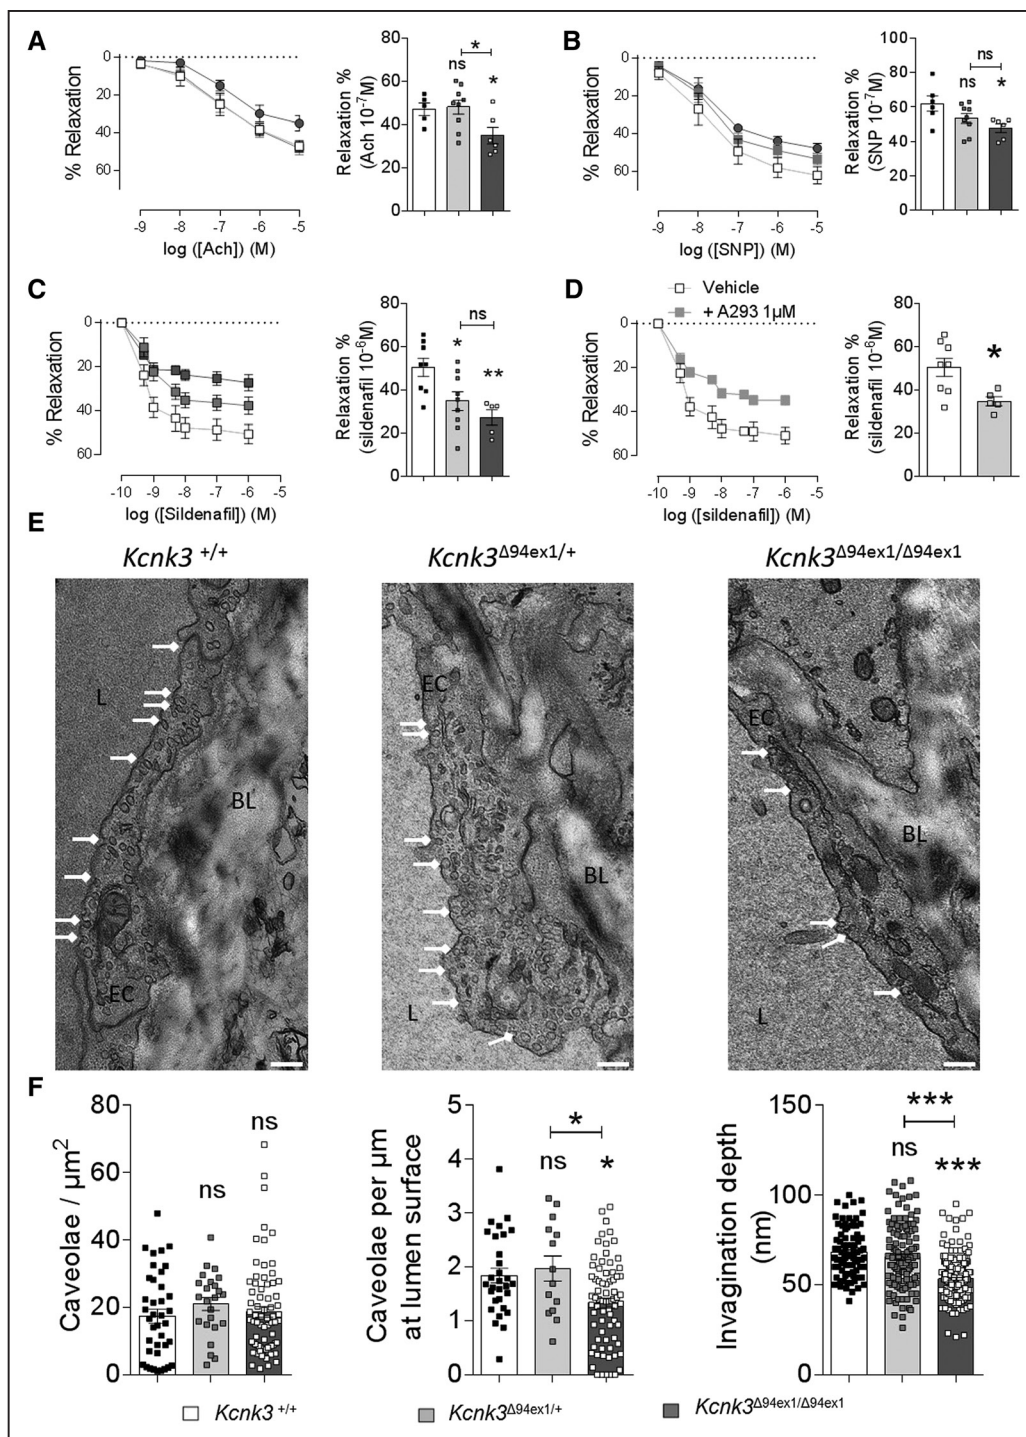 A
0
20
40
60
% Relaxation
-9 -8 -7 -6 -5
log ([Ach]) (M)
80
60
40
20
0
Relaxation %
(Ach 10⁻⁷M)
*
ns
*
B
0
20
40
60
% Relaxation
-9 -8 -7 -6 -5
log ([SNP]) (M)
100
80
60
40
20
0
Relaxation %
(SNP 10⁻⁷M)
ns
ns
*
C
0
20
40
60
% Relaxation
-10 -9 -8 -7 -6 -5
log ([Sildenafil]) (M)
80
60
40
20
0
Relaxation %
(sildenafil 10⁻⁶M)
ns
*
**
D
Vehicle
+ A293 1µM
0
20
40
60
% Relaxation
-10 -9 -8 -7 -6 -5
log ([sildenafil]) (M)
80
60
40
20
0
Relaxation %
(sildenafil 10⁻⁶M)
*
E
Kcnk3 +/+
Kcnk3Δ94ex1/+
Kcnk3Δ94ex1/Δ94ex1
L
BL
EC
EC
BL
L
EC
BL
L
F
80
60
40
20
0
Caveolae / µm²
ns
ns
ns
5
4
3
2
1
0
Caveolae per µm
at lumen surface
*
ns
*
150
100
50
0
Invagination depth
(nm)
***
ns
***
Kcnk3 +/+
Kcnk3Δ94ex1/+
Kcnk3Δ94ex1/Δ94ex1